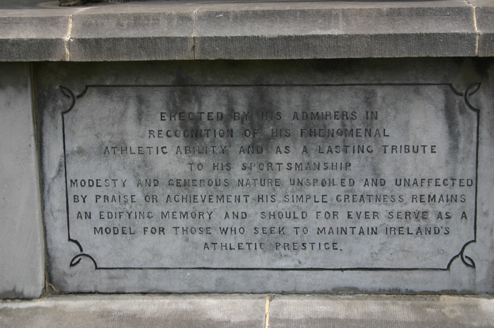 ERECTED BY HIS ADMIRERS IN
RECOGNITION OF HIS PHENOMENAL
ATHLETIC ABILITY AND AS A LASTING TRIBUTE
TO HIS SPORTSMANSHIP
MODESTY AND GENEROUS NATURE UNSPOILED AND UNAFFECTED
BY PRAISE OR ACHIEVEMENT HIS SIMPLE GREATNESS REMAINS
AN EDIFYING MEMORY AND SHOULD FOR EVER SERVE AS A
MODEL FOR THOSE WHO SEEK TO MAINTAIN IRELAND'S
ATHLETIC PRESTIGE.